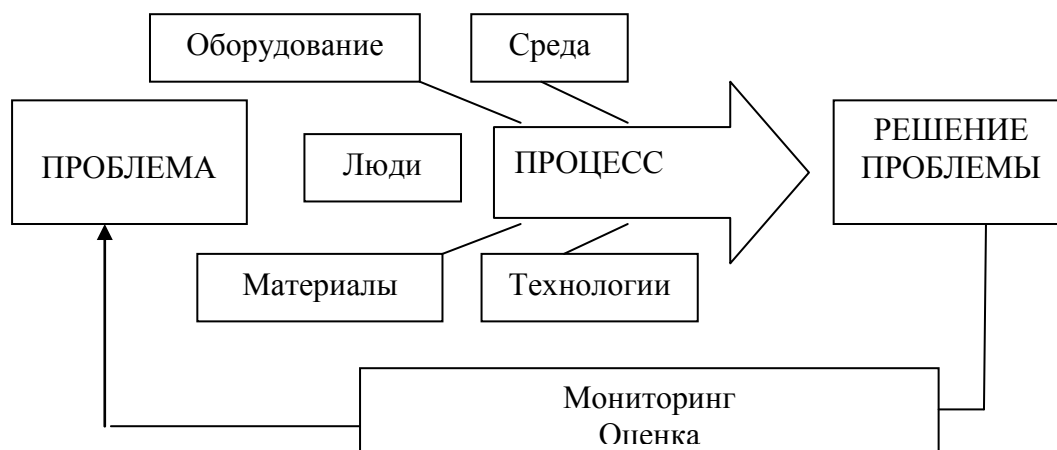 Оборудование
Среда
ПРОБЛЕМА
Люди
ПРОЦЕСС
РЕШЕНИЕ
ПРОБЛЕМЫ
Материалы
Технологии
Мониторинг
Оценка